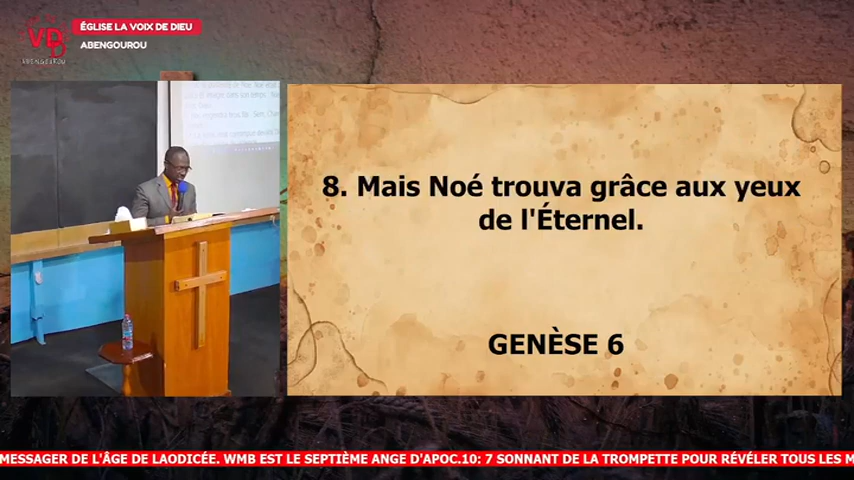 VDD
ABENGOUROU
ÉGLISE LA VOIX DE DIEU
ABENGOUROU
8. Mais Noé trouva grâce aux yeux
de l'Éternel.
GENÈSE 6
MESSAGER DE L'ÂGE DE LAODICÉE. WMB EST LE SEPTIÈME ANGE D'APOC.10: 7 SONNANT DE LA TROMPETTE POUR RÉVÉLER TOUS LES M